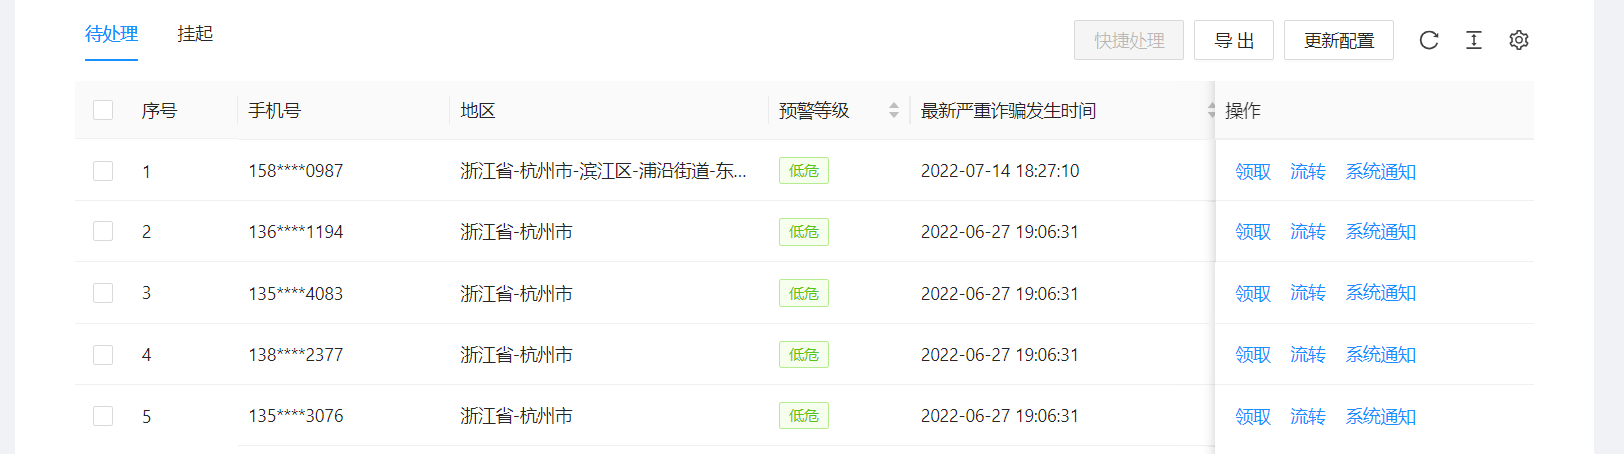 待处理 挂起 快捷处理 导 出 更新配置
序号 手机号 地区 预警等级 最新严重诈骗发生时间 操作
1 158****0987 浙江省-杭州市-滨江区-浦沿街道-东... 低危 2022-07-14 18:27:10 领取 流转 系统通知
2 136****1194 浙江省-杭州市 低危 2022-06-27 19:06:31 领取 流转 系统通知
3 135****4083 浙江省-杭州市 低危 2022-06-27 19:06:31 领取 流转 系统通知
4 138****2377 浙江省-杭州市 低危 2022-06-27 19:06:31 领取 流转 系统通知
5 135****3076 浙江省-杭州市 低危 2022-06-27 19:06:31 领取 流转 系统通知